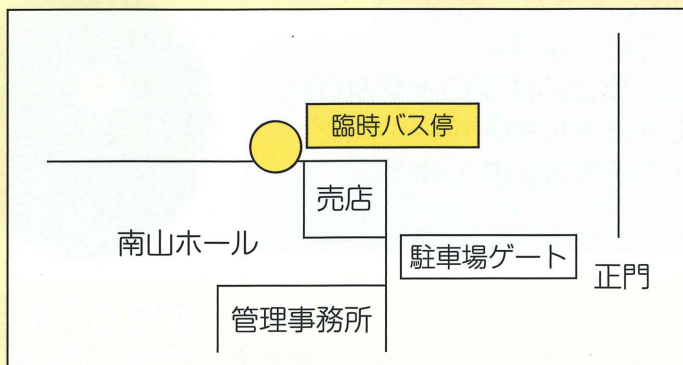 臨時バス停
売店
南山ホール
駐車場ゲート
正門
管理事務所